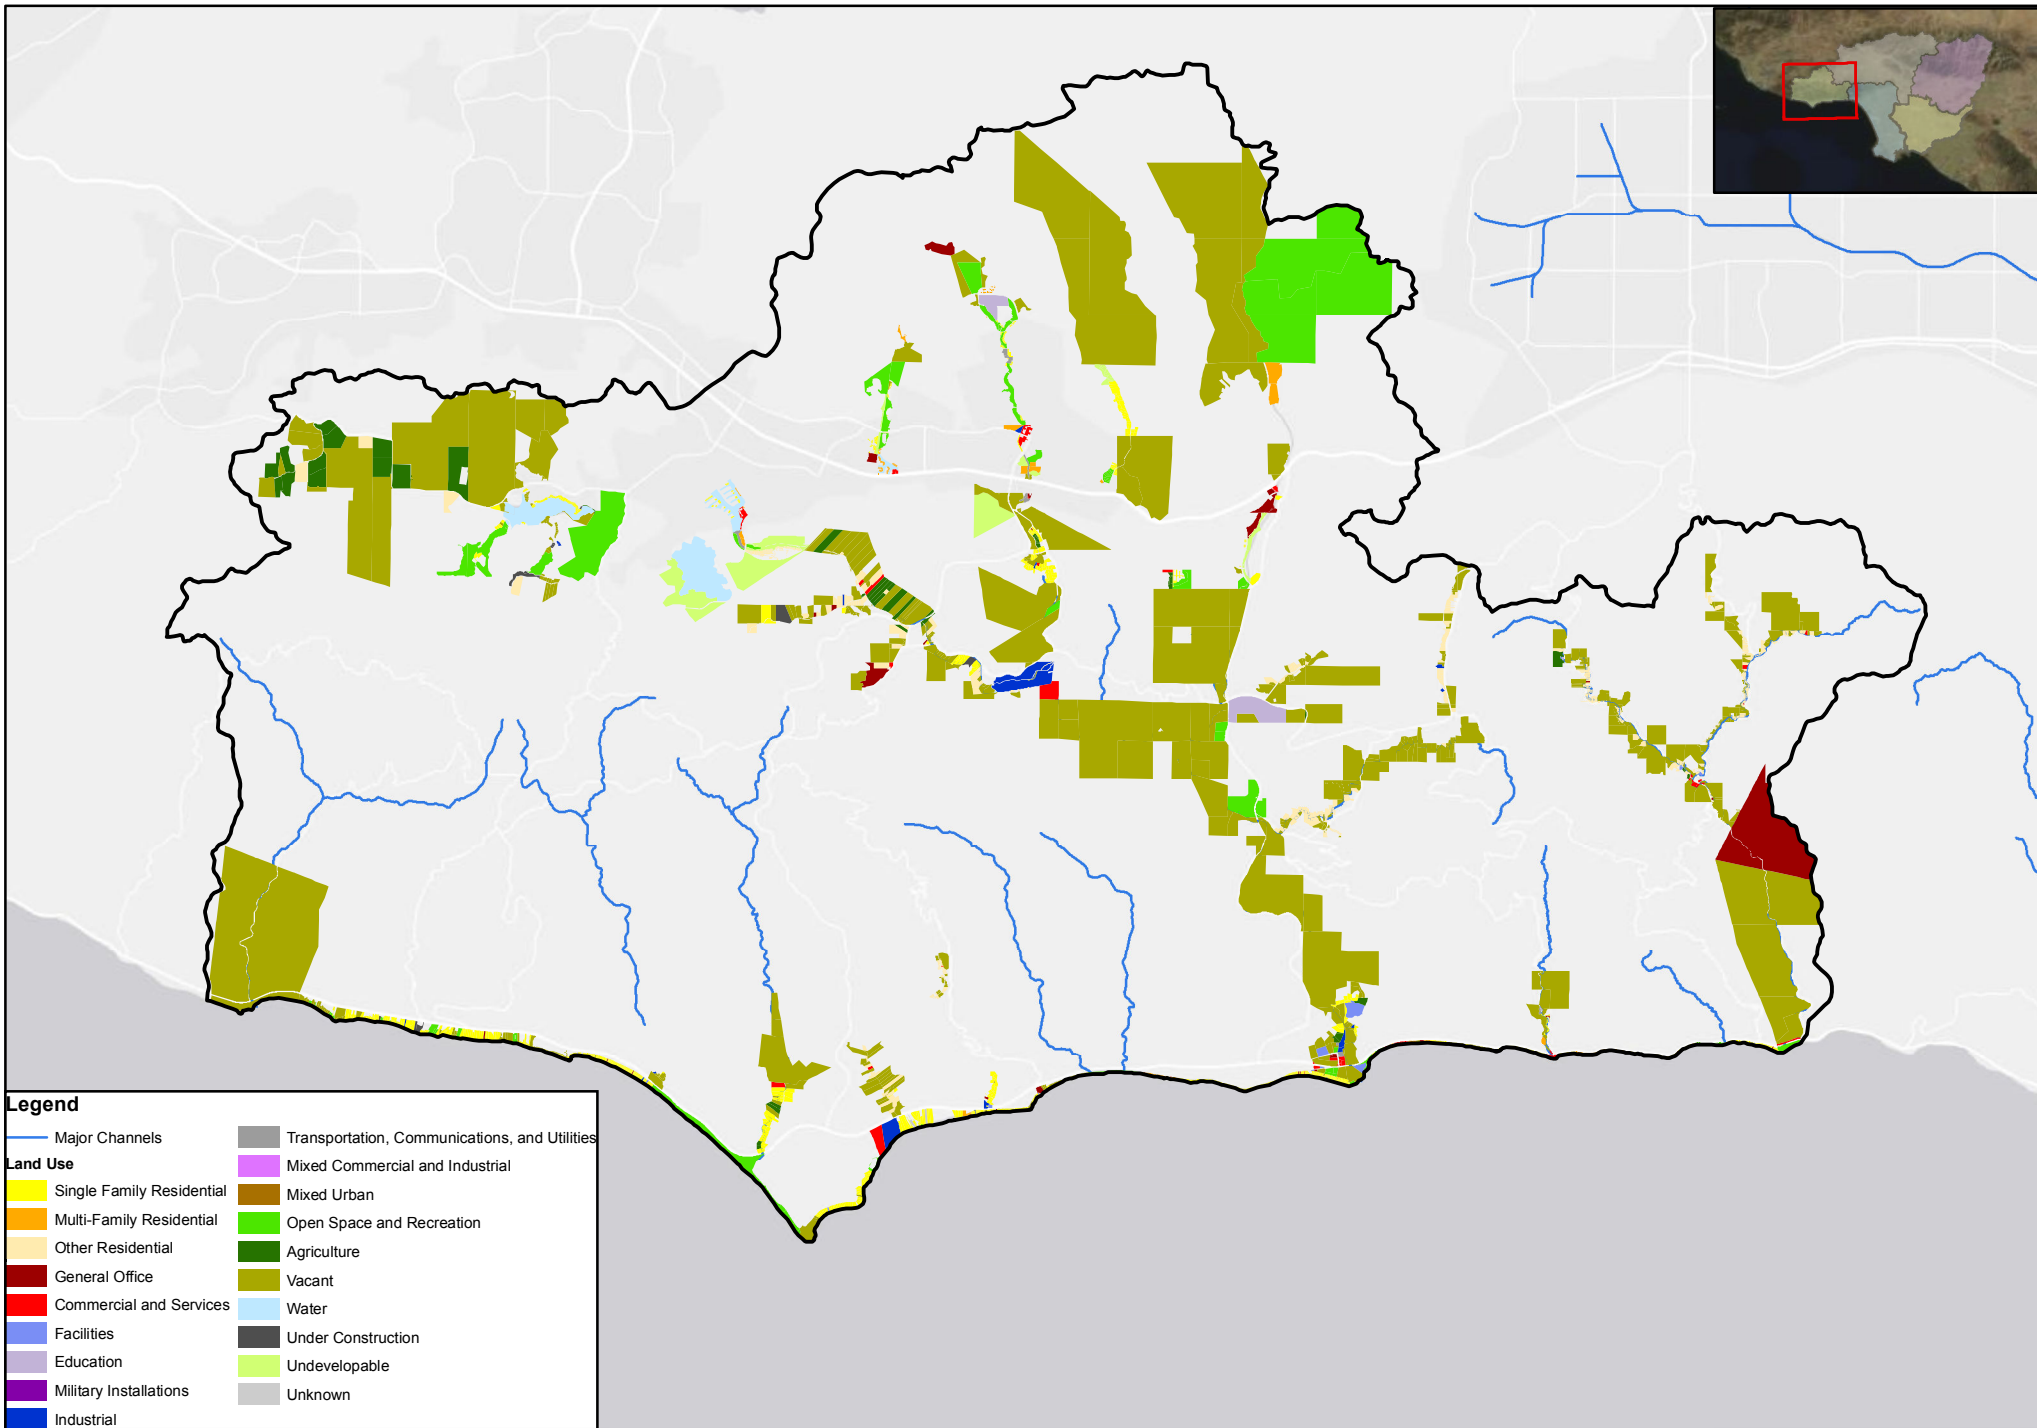 Legend
Major Channels
Land Use
Single Family Residential
Multi-Family Residential
Other Residential
General Office
Commercial and Services
Facilities
Education
Military Installations
Industrial
Transportation, Communications, and Utilities
Mixed Commercial and Industrial
Mixed Urban
Open Space and Recreation
Agriculture
Vacant
Water
Under Construction
Undevelopable
Unknown